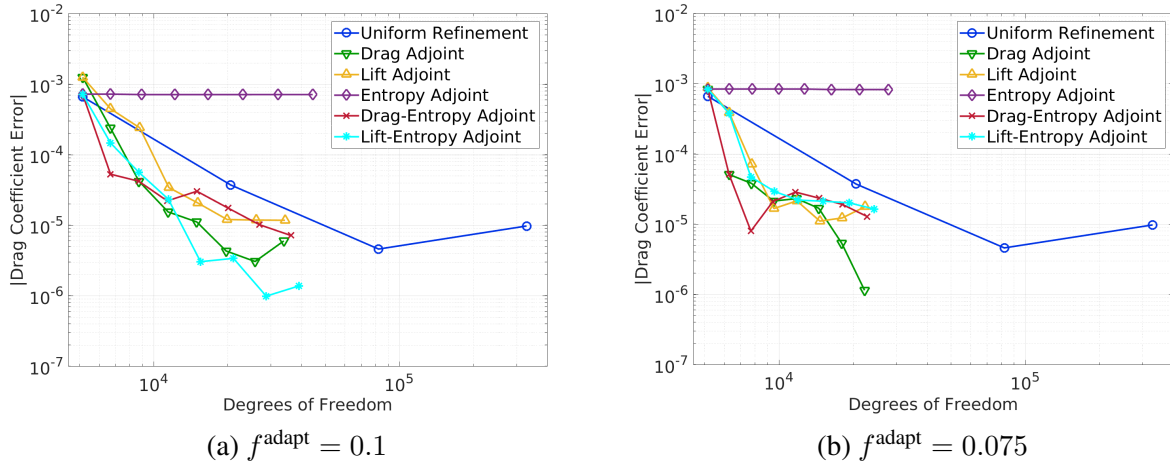 10^-2
10^-3
10^-4
10^-5
10^-6
10^-7
|Drag Coefficient Error|
Uniform Refinement
Drag Adjoint
Lift Adjoint
Entropy Adjoint
Drag-Entropy Adjoint
Lift-Entropy Adjoint
10^4
10^5
Degrees of Freedom
(a) f^adapt = 0.1
10^-2
10^-3
10^-4
10^-5
10^-6
10^-7
|Drag Coefficient Error|
Uniform Refinement
Drag Adjoint
Lift Adjoint
Entropy Adjoint
Drag-Entropy Adjoint
Lift-Entropy Adjoint
10^4
10^5
Degrees of Freedom
(b) f^adapt = 0.075